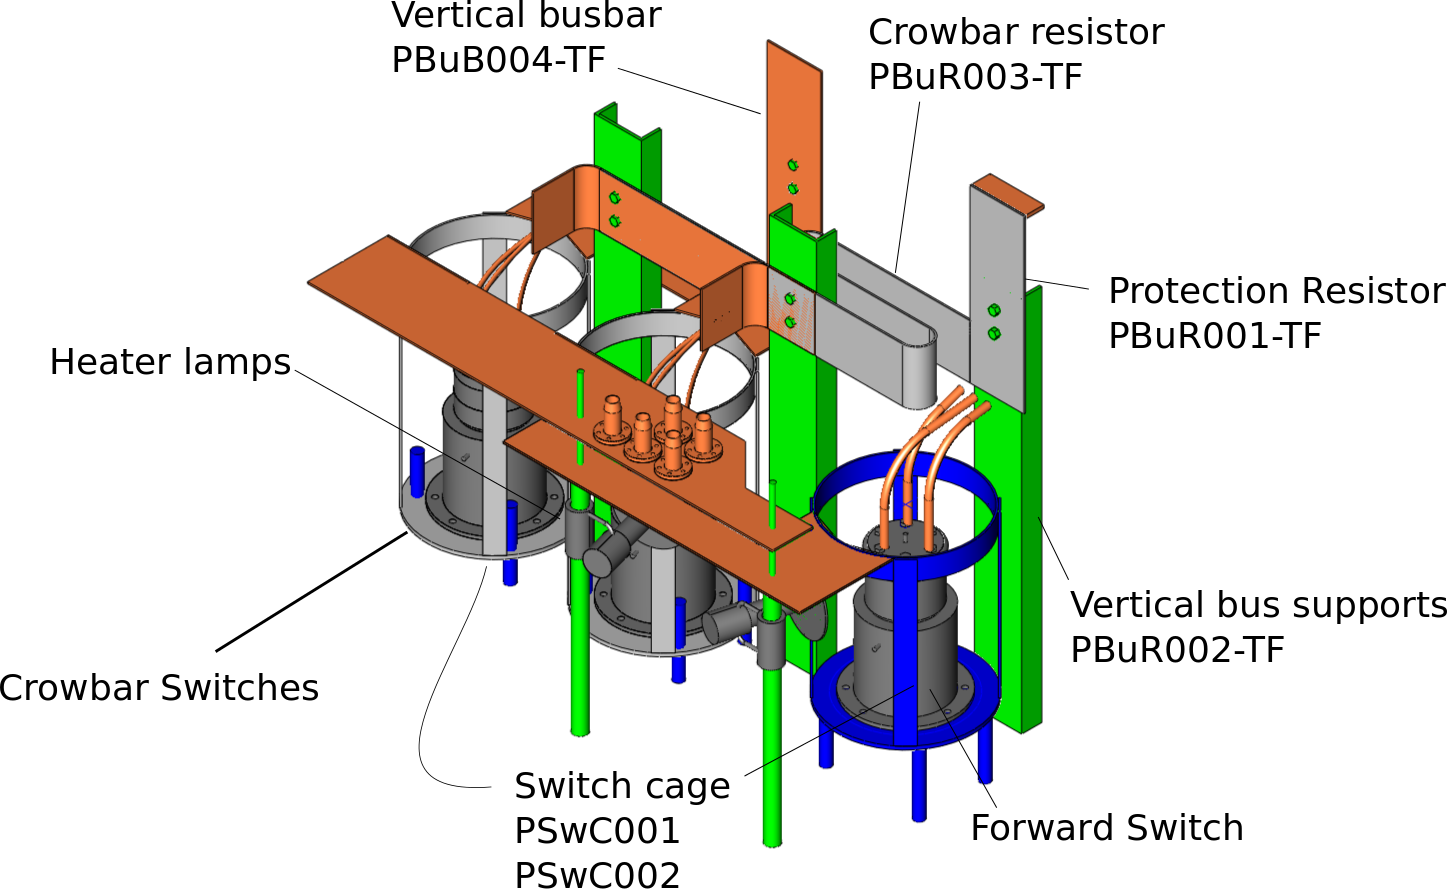 Vertical busbar
PBuB004-TF
Crowbar resistor
PBuR003-TF
Protection Resistor
PBuR001-TF
Heater lamps
Vertical bus supports
PBuR002-TF
Crowbar Switches
Switch cage
PSwC001
PSwC002
Forward Switch